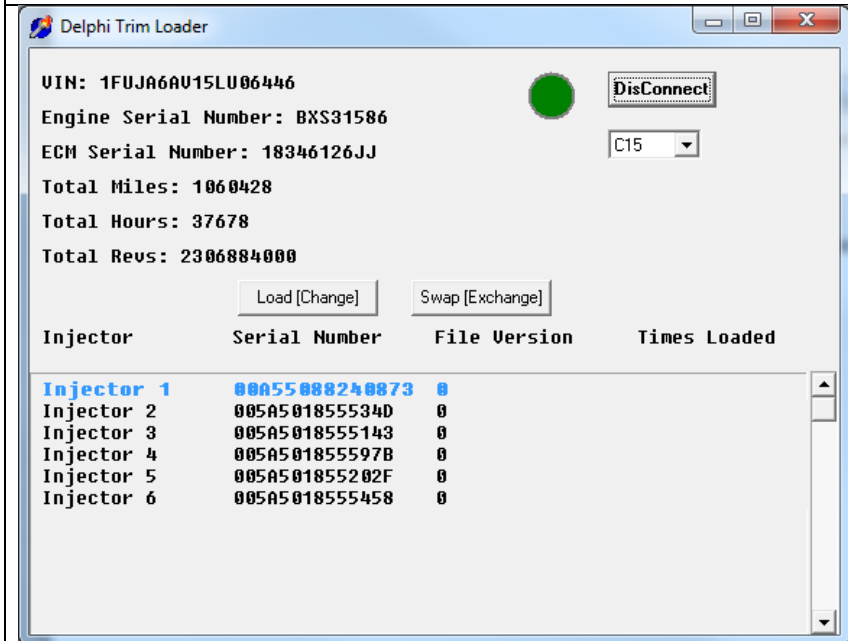 Delphi Trim Loader
VIN: 1FUJA6AV15LU06446
DisConnect
Engine Serial Number: BXS31586
ECM Serial Number: 18346126JJ
C15
Total Miles: 1060428
Total Hours: 37678
Total Revs: 2306884000
Load [Change] Swap [Exchange]
Injector Serial Number File Version Times Loaded
Injector 1 00A55088240873 0
Injector 2 005A501855534D 0
Injector 3 005A5018555143 0
Injector 4 005A501855597B 0
Injector 5 005A501855202F 0
Injector 6 005A5018555458 0